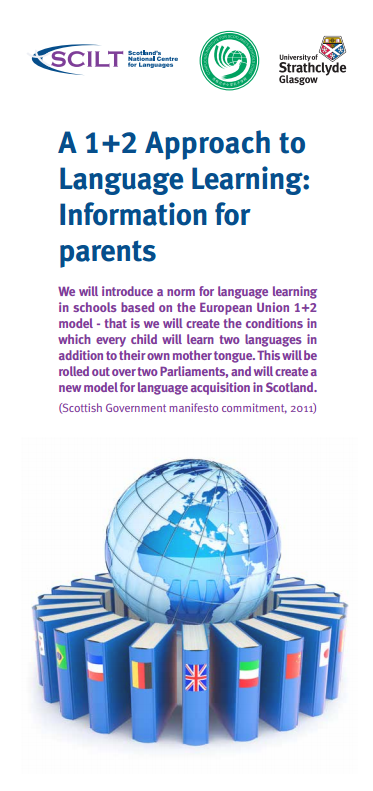 SCILT
Scotland's
National Centre
for Languages
University of
Strathclyde
Glasgow
A 1+2 Approach to
Language Learning:
Information for
parents
We will introduce a norm for language learning
in schools based on the European Union 1+2
model - that is we will create the conditions in
which every child will learn two languages in
addition to their own mother tongue. This will be
rolled out over two Parliaments, and will create a
new model for language acquisition in Scotland.
(Scottish Government manifesto commitment, 2011)